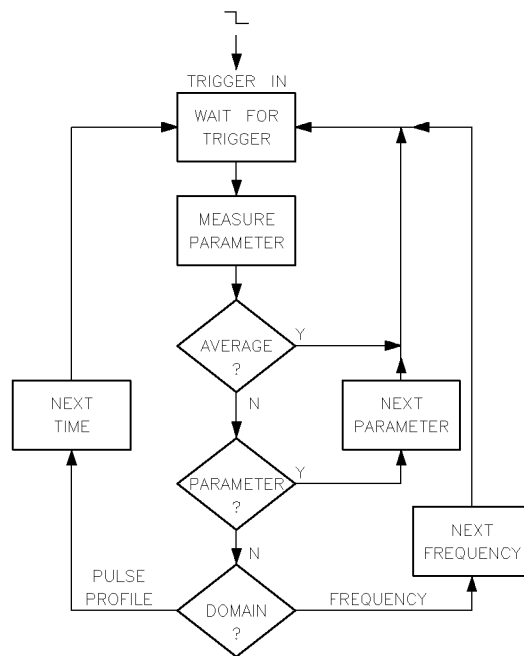 TRIGGER IN
WAIT FOR
TRIGGER
MEASURE
PARAMETER
AVERAGE
?
Y
N
NEXT
TIME
NEXT
PARAMETER
PARAMETER
?
Y
N
NEXT
FREQUENCY
PULSE
PROFILE
DOMAIN
?
FREQUENCY